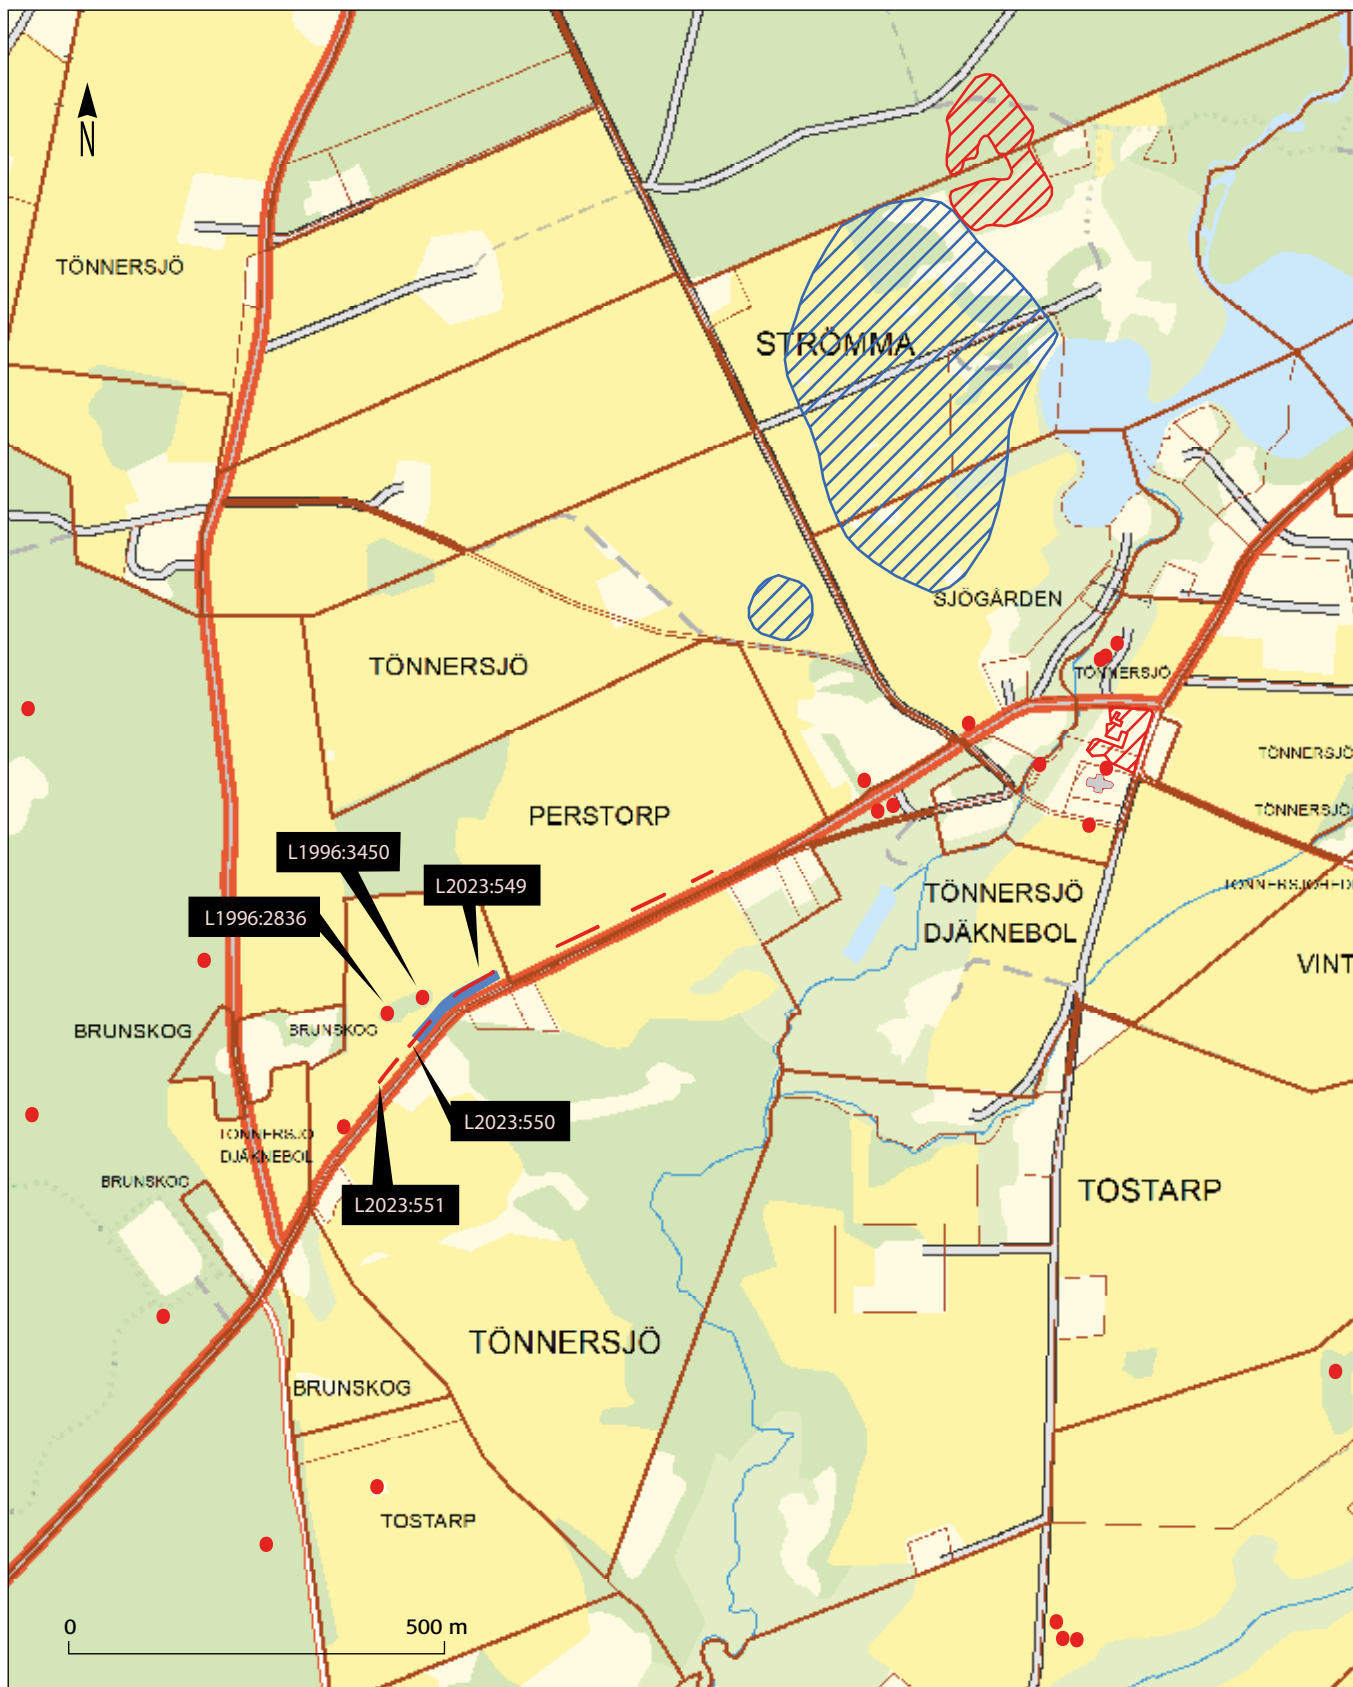 N
TÖNNERSJÖ
STRÖMMA
SJÖGÅRDEN
TÖNNERSJÖ
TÖNNERSJÖ
TÖNNERSJÖ
PERSTORP
TÖNNERSJÖ
L1996:3450
L2023:549
TÖNNERSJÖ
DJÄKNEBOL
L1996:2836
VINT
BRUNSKOG
BRUNSKOG
L2023:550
TÖNNERSJÖ
DJÄKNEBOL
BRUNSKOG
L2023:551
TOSTARP
TÖNNERSJÖ
BRUNSKOG
TOSTARP
0
500 m